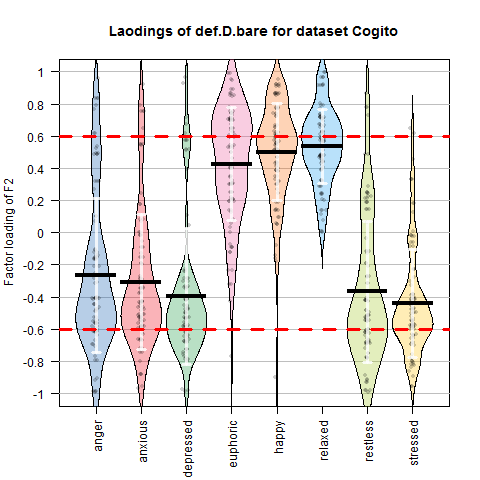 Laodings of def.D.bare for dataset Cogito
Factor loading of F2
1
0.8
0.6
0.4
0.2
0
-0.2
-0.4
-0.6
-0.8
-1
anger
anxious
depressed
euphoric
happy
relaxed
restless
stressed